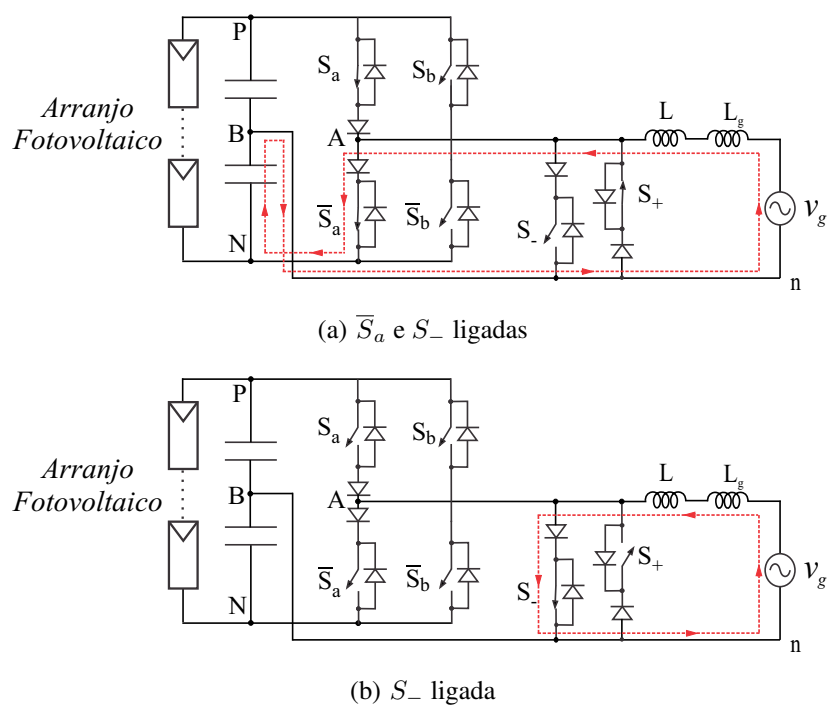 P
S_a
S_b
Arranjo
Fotovoltaico
B
A
L
L_g
S̅_a
S̅_b
S_-
S_+
v_g
N
n
(a) S̅_a e S_− ligadas
P
S_a
S_b
Arranjo
Fotovoltaico
B
A
L
L_g
S̅_a
S̅_b
S_-
S_+
v_g
N
n
(b) S_− ligada